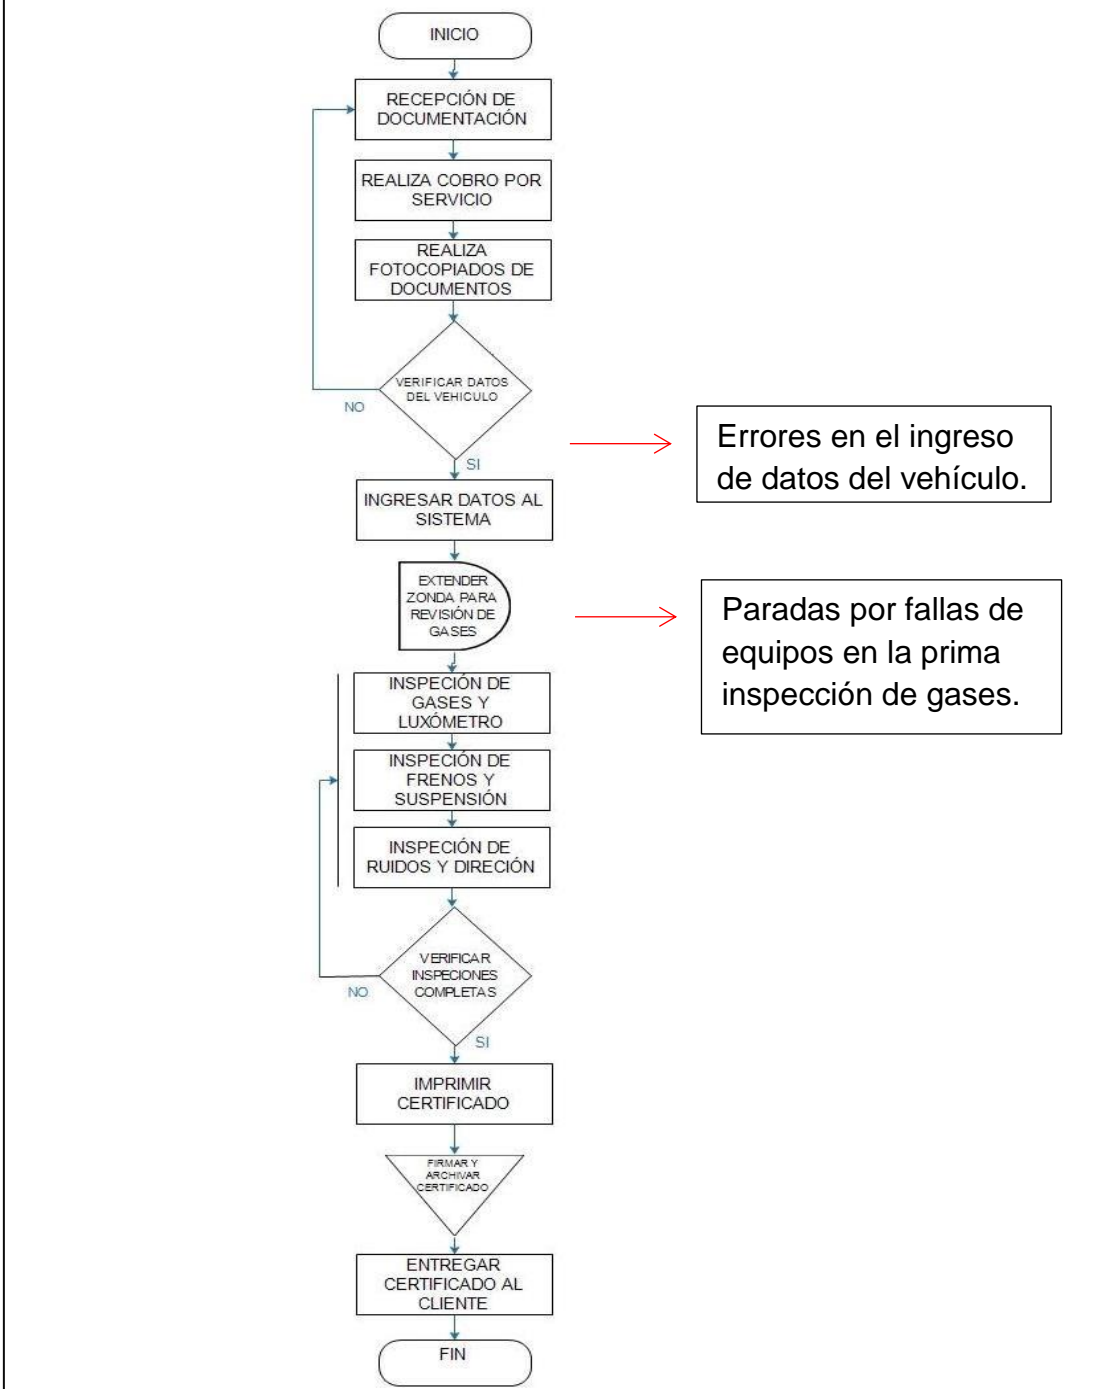 INICIO
RECEPCIÓN DE
DOCUMENTACIÓN
REALIZA COBRO POR
SERVICIO
REALIZA
FOTOCOPIADOS DE
DOCUMENTOS
VERIFICAR DATOS
DEL VEHICULO
NO
SI
Errores en el ingreso
de datos del vehículo.
INGRESAR DATOS AL
SISTEMA
EXTENDER
ZONDA PARA
REVISIÓN DE
GASES
Paradas por fallas de
equipos en la prima
inspección de gases.
INSPECIÓN DE
GASES Y
LUXÓMETRO
INSPECIÓN DE
FRENOS Y
SUSPENSIÓN
INSPECIÓN DE
RUIDOS Y DIRECIÓN
VERIFICAR
INSPECIONES
COMPLETAS
NO
SI
IMPRIMIR
CERTIFICADO
FIRMAR Y
ARCHIVAR
CERTIFICADO
ENTREGAR
CERTIFICADO AL
CLIENTE
FIN